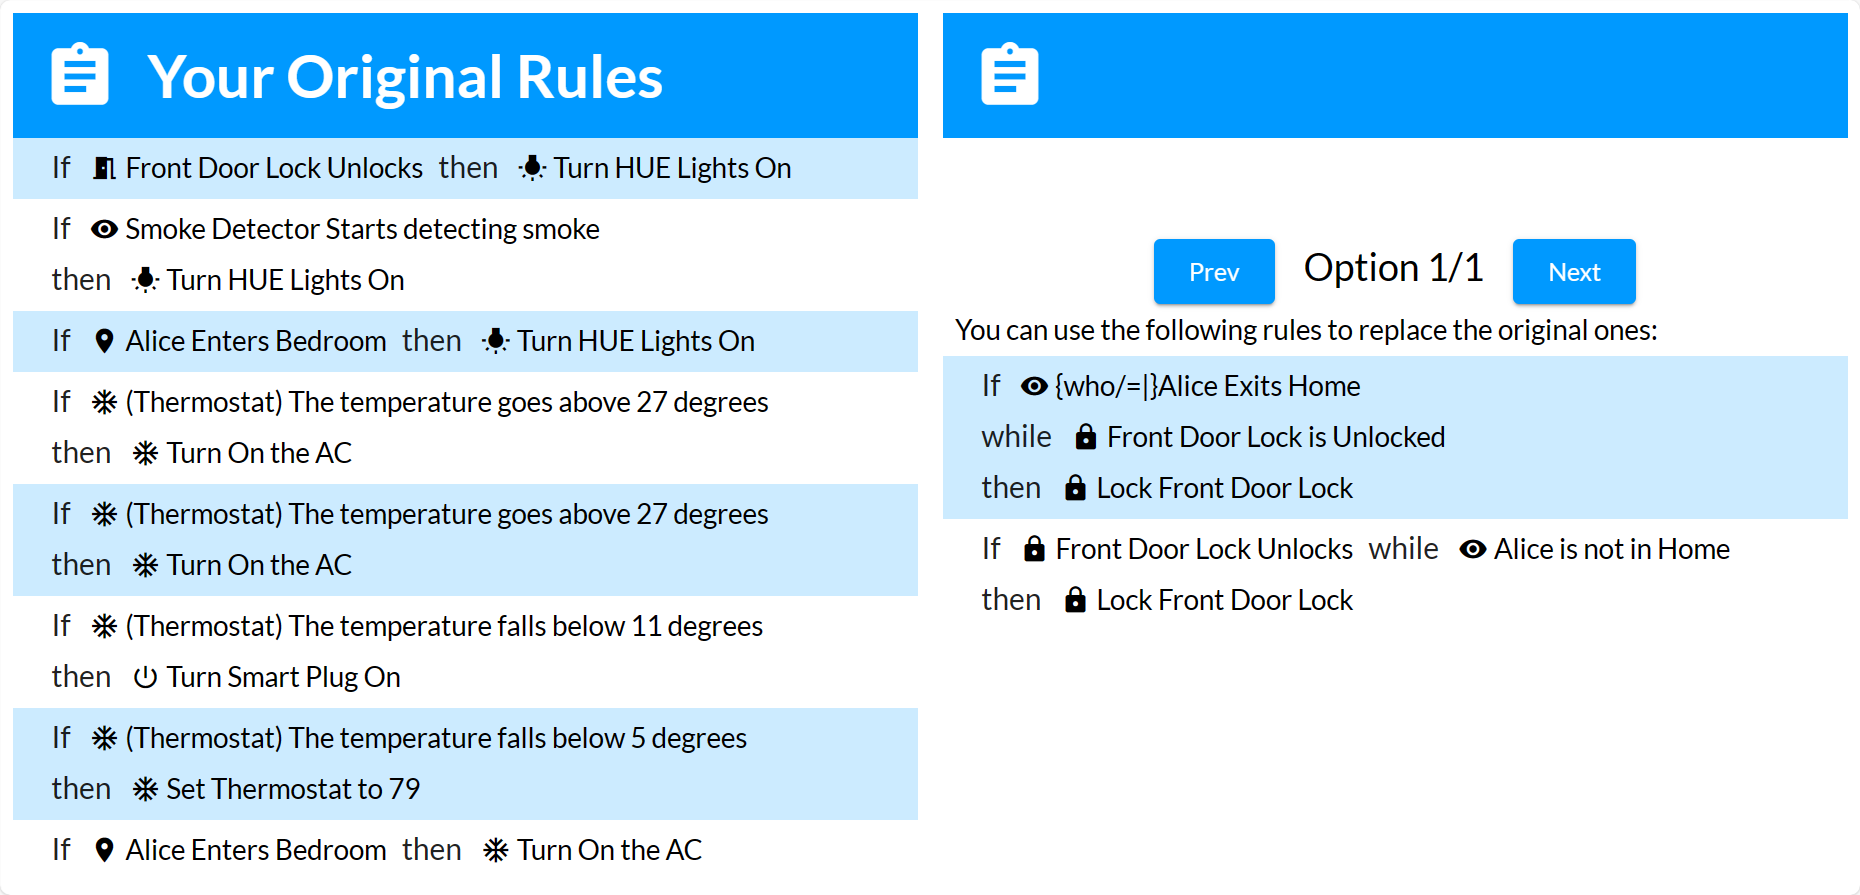 Your Original Rules
If Front Door Lock Unlocks then Turn HUE Lights On
If Smoke Detector Starts detecting smoke
then Turn HUE Lights On
If Alice Enters Bedroom then Turn HUE Lights On
If (Thermostat) The temperature goes above 27 degrees
then Turn On the AC
If (Thermostat) The temperature goes above 27 degrees
then Turn On the AC
If (Thermostat) The temperature falls below 11 degrees
then Turn Smart Plug On
If (Thermostat) The temperature falls below 5 degrees
then Set Thermostat to 79
If Alice Enters Bedroom then Turn On the AC
Prev Option 1/1 Next
You can use the following rules to replace the original ones:
If {who/=|}Alice Exits Home
while Front Door Lock is Unlocked
then Lock Front Door Lock
If Front Door Lock Unlocks while Alice is not in Home
then Lock Front Door Lock